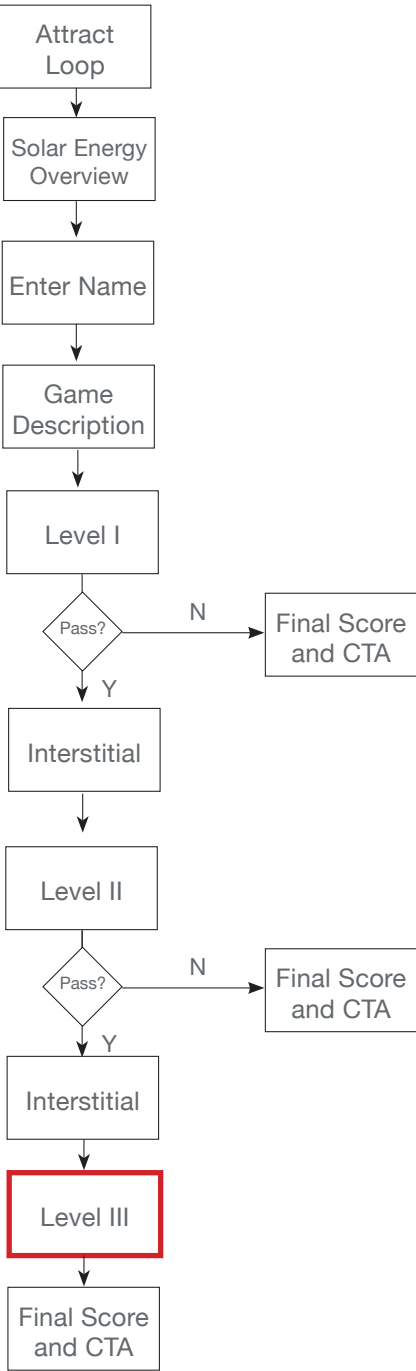 Attract
Loop
Solar Energy
Overview
Enter Name
Game
Description
Level I
Pass?
N
Final Score
and CTA
Y
Interstitial
Level II
Pass?
N
Final Score
and CTA
Y
Interstitial
Level III
Final Score
and CTA